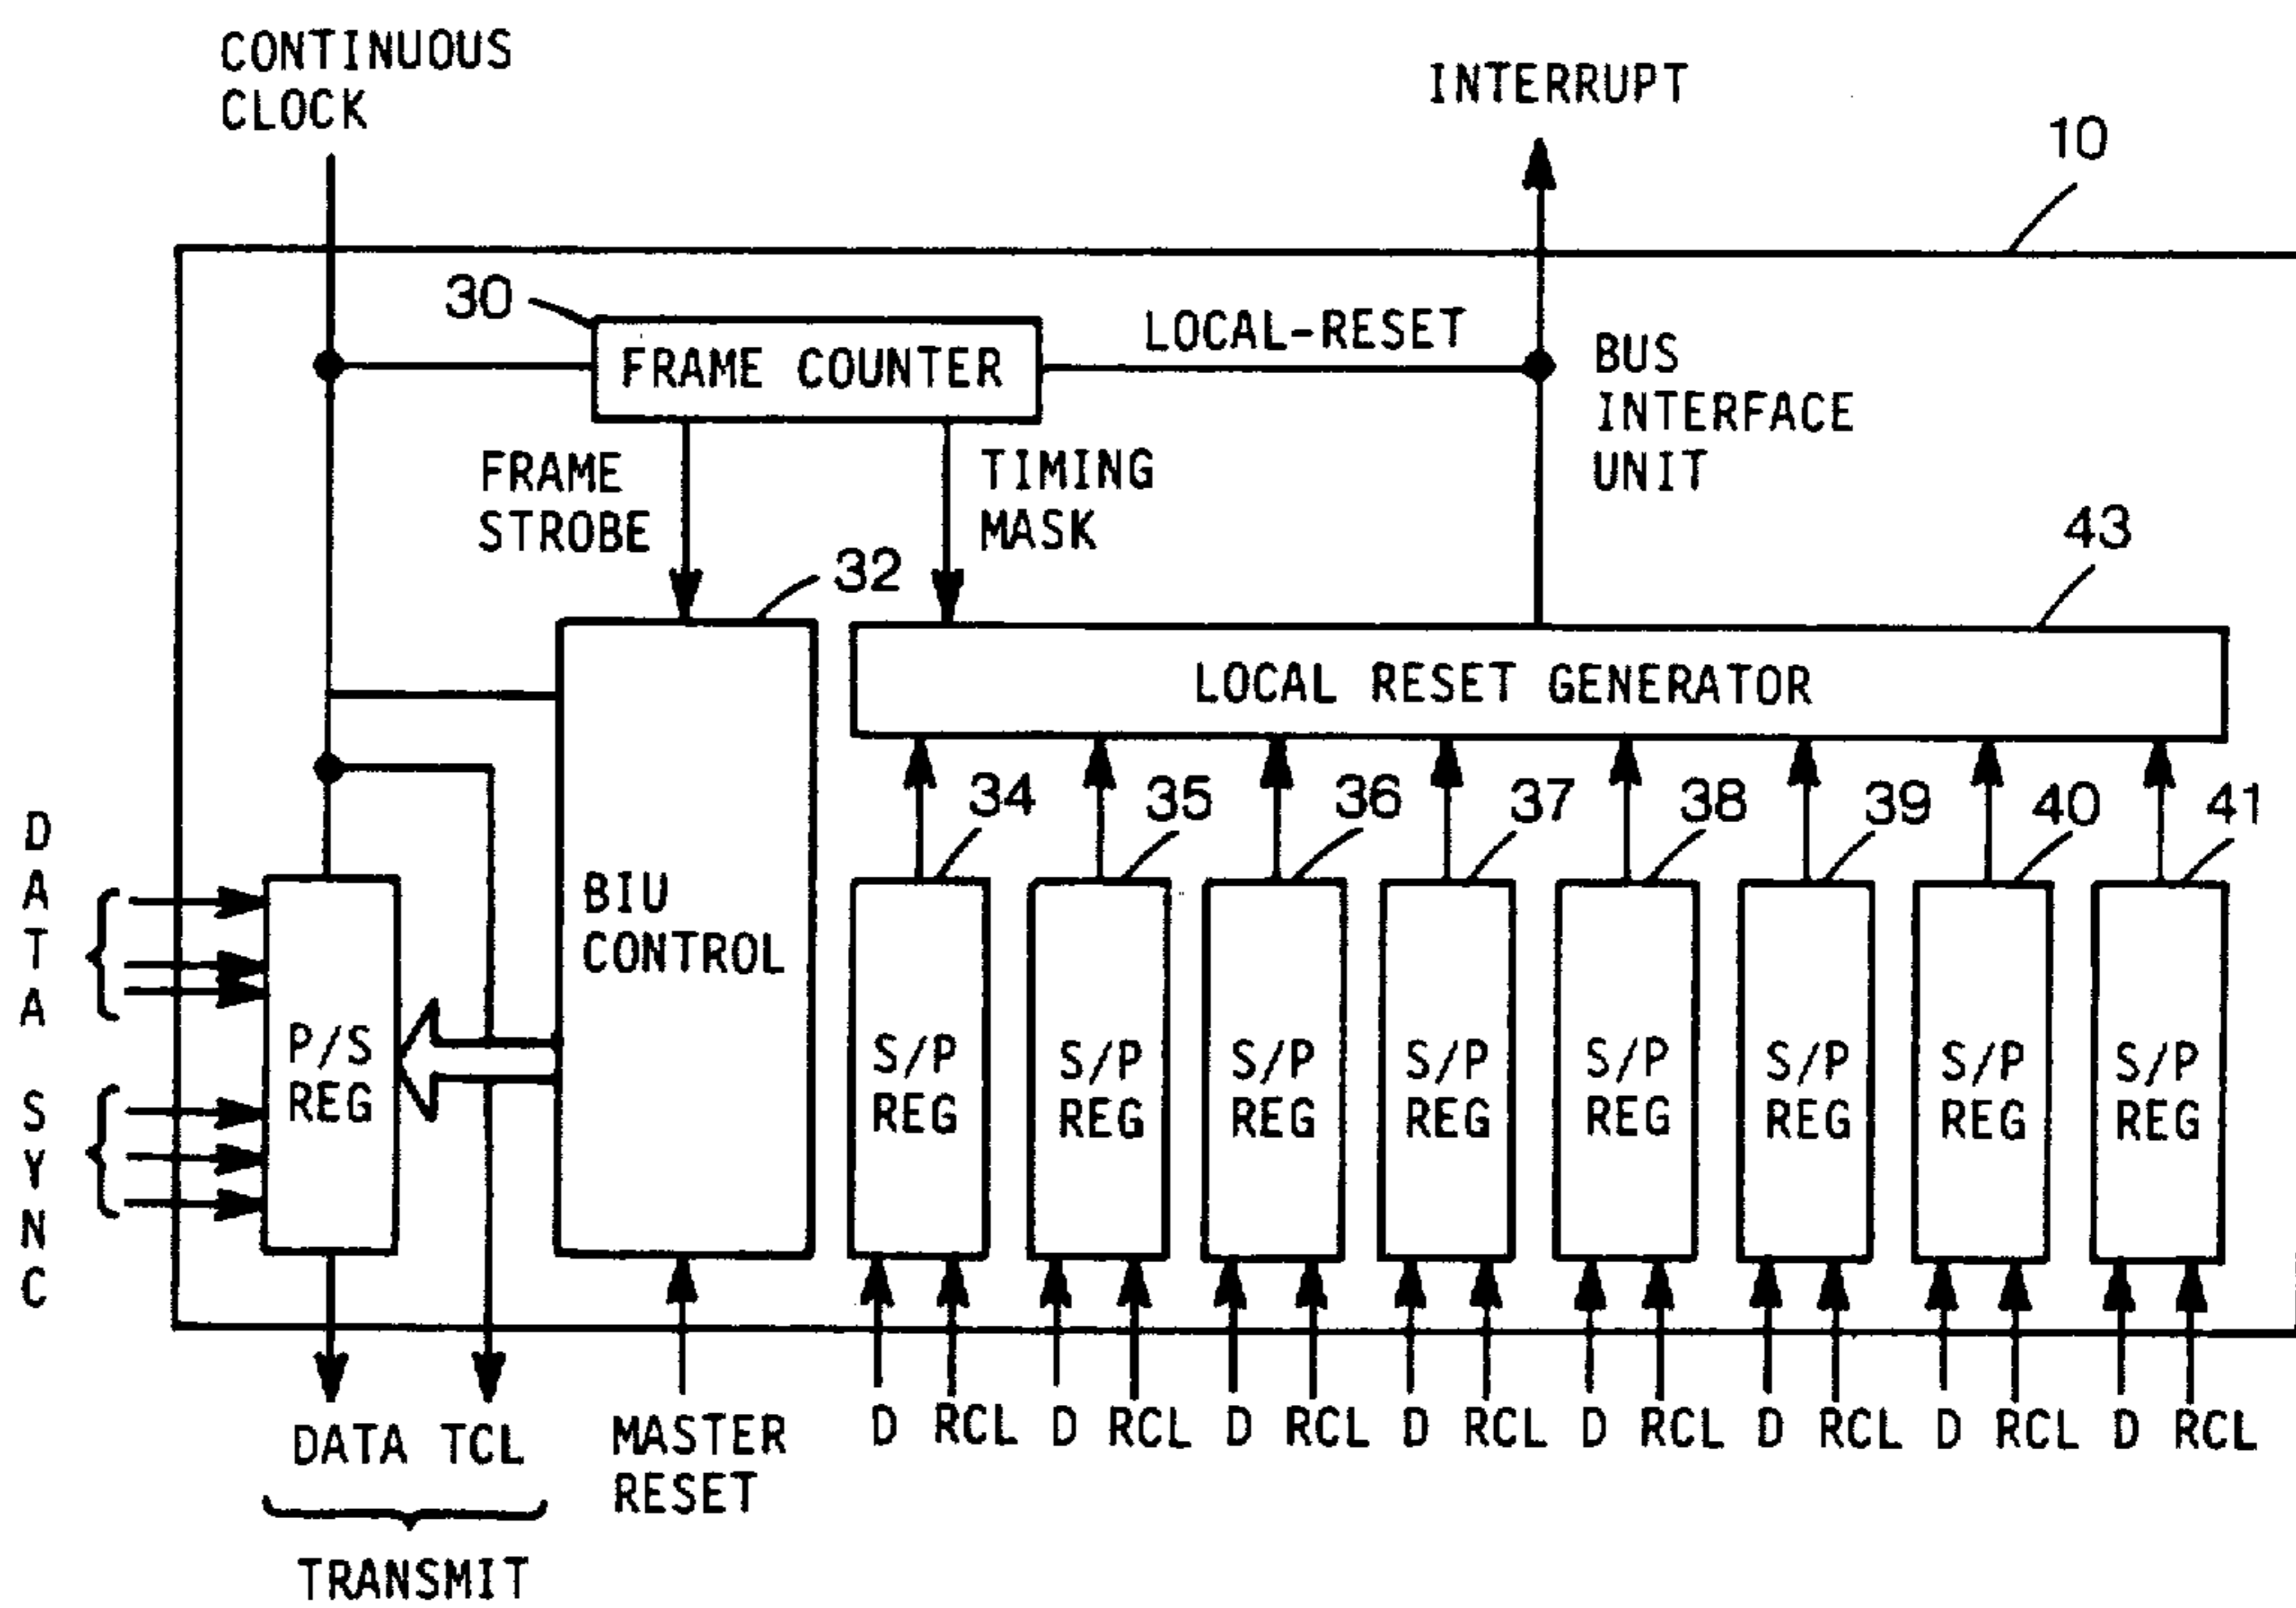 CONTINUOUS
CLOCK
INTERRUPT
10
30
FRAME COUNTER
LOCAL-RESET
BUS
INTERFACE
UNIT
FRAME
STROBE
TIMING
MASK
32
43
LOCAL RESET GENERATOR
34
35
36
37
38
39
40
41
DATA SYNC
BIU
CONTROL
P/S
REG
S/P
REG
S/P
REG
S/P
REG
S/P
REG
S/P
REG
S/P
REG
S/P
REG
S/P
REG
D RCL D RCL D RCL D RCL D RCL D RCL D RCL D RCL
DATA TCL
MASTER
RESET
TRANSMIT